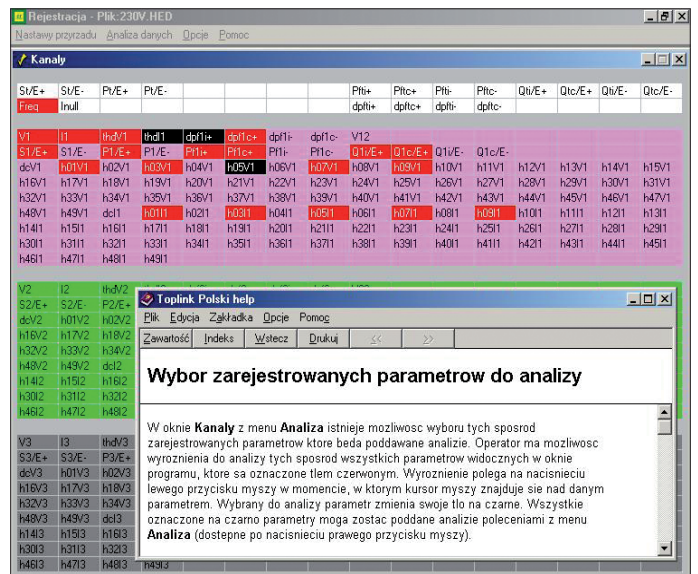 Rejestracja - Plik:230V.HED
Nastawy przyrzadu Analiza danych Opcje Pomoc
Kanaly
St/E+ St/E- Pt/E+ Pt/E- Pfti+ Pftc+ Pfti- Pftc- Qti/E+ Qtc/E+ Qti/E- Qtc/E-
Freq Inull dpfti+ dpftc+ dpfti- dpftc-
V1 I1 thdV1 thdI1 dpf1i+ dpf1c+ dpf1i- dpf1c- V12
S1/E+ S1/E- P1/E+ P1/E- Pf1i+ Pf1c+ Pf1i- Pf1c- Q1i/E+ Q1c/E+ Q1i/E- Q1c/E-
dcV1 h01V1 h02V1 h03V1 h04V1 h05V1 h06V1 h07V1 h08V1 h09V1 h10V1 h11V1 h12V1 h13V1 h14V1 h15V1
h16V1 h17V1 h18V1 h19V1 h20V1 h21V1 h22V1 h23V1 h24V1 h25V1 h26V1 h27V1 h28V1 h29V1 h30V1 h31V1
h32V1 h33V1 h34V1 h35V1 h36V1 h37V1 h38V1 h39V1 h40V1 h41V1 h42V1 h43V1 h44V1 h45V1 h46V1 h47V1
h48V1 h49V1 dcI1 h01I1 h02I1 h03I1 h04I1 h05I1 h06I1 h07I1 h08I1 h09I1 h10I1 h11I1 h12I1 h13I1
h14I1 h15I1 h16I1 h17I1 h18I1 h19I1 h20I1 h21I1 h22I1 h23I1 h24I1 h25I1 h26I1 h27I1 h28I1 h29I1
h30I1 h31I1 h32I1 h33I1 h34I1 h35I1 h36I1 h37I1 h38I1 h39I1 h40I1 h41I1 h42I1 h43I1 h44I1 h45I1
h46I1 h47I1 h48I1 h49I1
V2 I2 thdV2
S2/E+ S2/E- P2/E+
dcV2 h01V2 h02V2
h16V2 h17V2 h18V2
h32V2 h33V2 h34V2
h48V2 h49V2 dcI2
h14I2 h15I2 h16I2
h30I2 h31I2 h32I2
h46I2 h47I2 h48I2
V3 I3 thdV3
S3/E+ S3/E- P3/E+
dcV3 h01V3 h02V3
h16V3 h17V3 h18V3
h32V3 h33V3 h34V3
h48V3 h49V3 dcI3
h14I3 h15I3 h16I3
h30I3 h31I3 h32I3
h46I3 h47I3 h48I3 h49I3
Toplink Polski help
Plik Edycja Zakładka Opcje Pomoc
Zawartość Indeks Wstecz Drukuj << >>
Wybor zarejestrowanych parametrow do analizy
W oknie Kanaly z menu Analiza istnieje mozliwosc wyboru tych sposrod
zarejestrowanych parametrow ktore beda poddawane analizie. Operator ma mozliwosc
wyroznienia do analizy tych sposrod wszystkich parametrow widocznych w oknie
programu, ktore sa oznaczone tlem czerwonym. Wyroznienie polega na nacisnieciu
lewego przycisku myszy w momencie, w ktorym kursor myszy znajduje sie nad danym
parametrem. Wybrany do analizy parametr zmienia swoje tlo na czarne. Wszystkie
oznaczone na czarno parametry moga zostac poddane analizie poleceniami z menu
Analiza (dostepne po nacisnieciu prawego przycisku myszy).